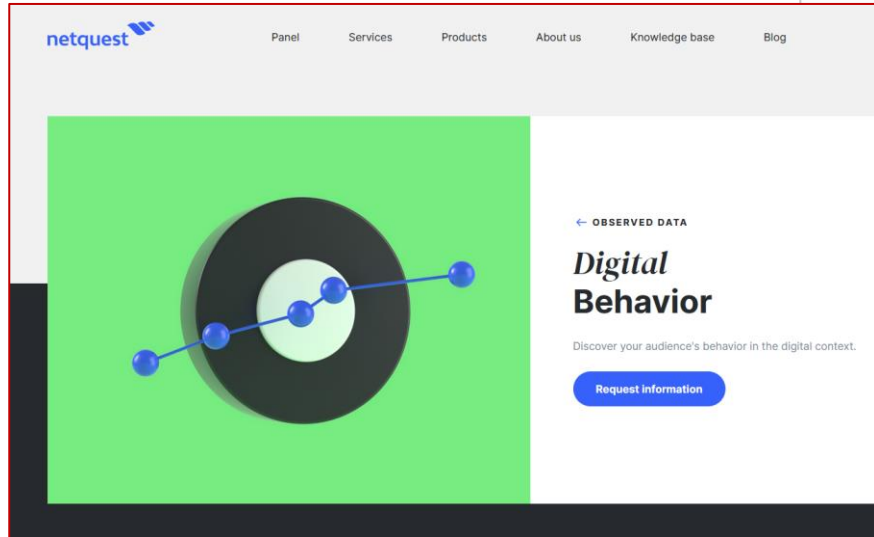 netquest
Panel Services Products About us Knowledge base Blog
← OBSERVED DATA
Digital
Behavior
Discover your audience's behavior in the digital context.
Request information